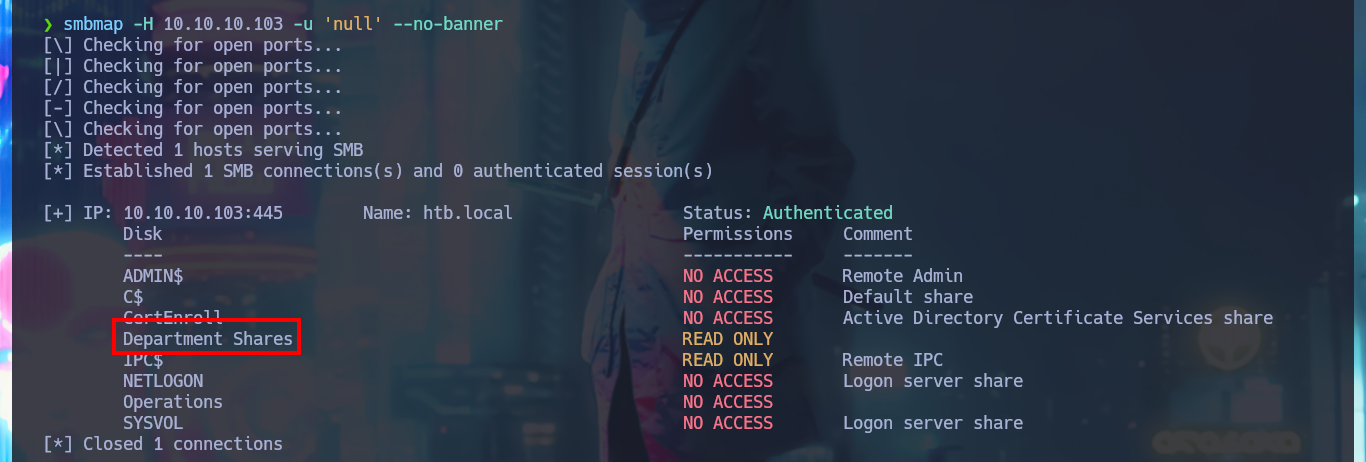 ❯ smbmap -H 10.10.10.103 -u 'null' --no-banner
[\] Checking for open ports...
[|] Checking for open ports...
[/] Checking for open ports...
[-] Checking for open ports...
[\] Checking for open ports...
[*] Detected 1 hosts serving SMB
[*] Established 1 SMB connections(s) and 0 authenticated session(s)
[+] IP: 10.10.10.103:445 Name: htb.local Status: Authenticated
Disk Permissions Comment
---- ----------- -------
ADMIN$ NO ACCESS Remote Admin
C$ NO ACCESS Default share
CertEnroll NO ACCESS Active Directory Certificate Services share
Department Shares READ ONLY
IPC$ READ ONLY Remote IPC
NETLOGON NO ACCESS Logon server share
Operations NO ACCESS
SYSVOL NO ACCESS Logon server share
[*] Closed 1 connections